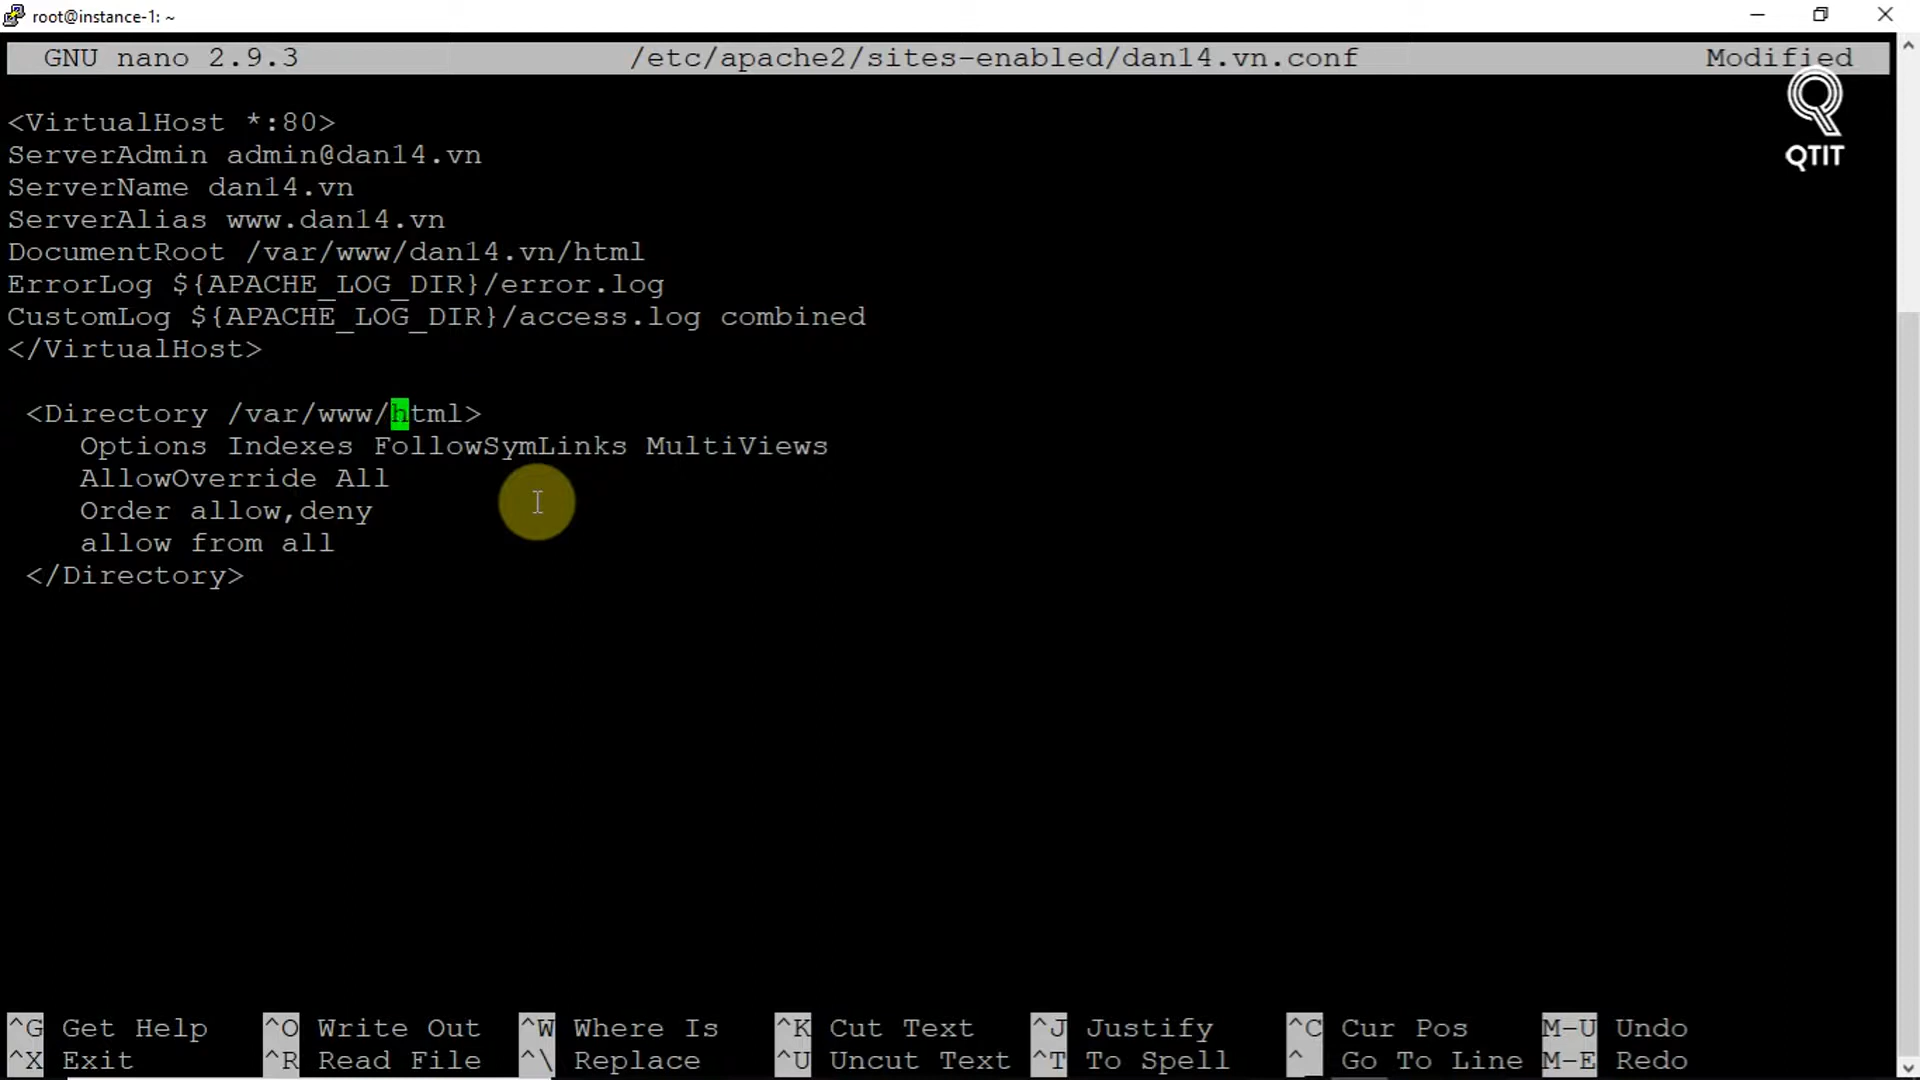 root@instance-1: ~
GNU nano 2.9.3 /etc/apache2/sites-enabled/dan14.vn.conf Modified
QTIT
<VirtualHost *:80>
ServerAdmin admin@dan14.vn
ServerName dan14.vn
ServerAlias www.dan14.vn
DocumentRoot /var/www/dan14.vn/html
ErrorLog ${APACHE_LOG_DIR}/error.log
CustomLog ${APACHE_LOG_DIR}/access.log combined
</VirtualHost>
<Directory /var/www/html>
Options Indexes FollowSymLinks MultiViews
AllowOverride All
Order allow,deny
allow from all
</Directory>
^G Get Help ^O Write Out ^W Where Is ^K Cut Text ^J Justify ^C Cur Pos M-U Undo
^X Exit ^R Read File ^\ Replace ^U Uncut Text ^T To Spell ^_ Go To Line M-E Redo